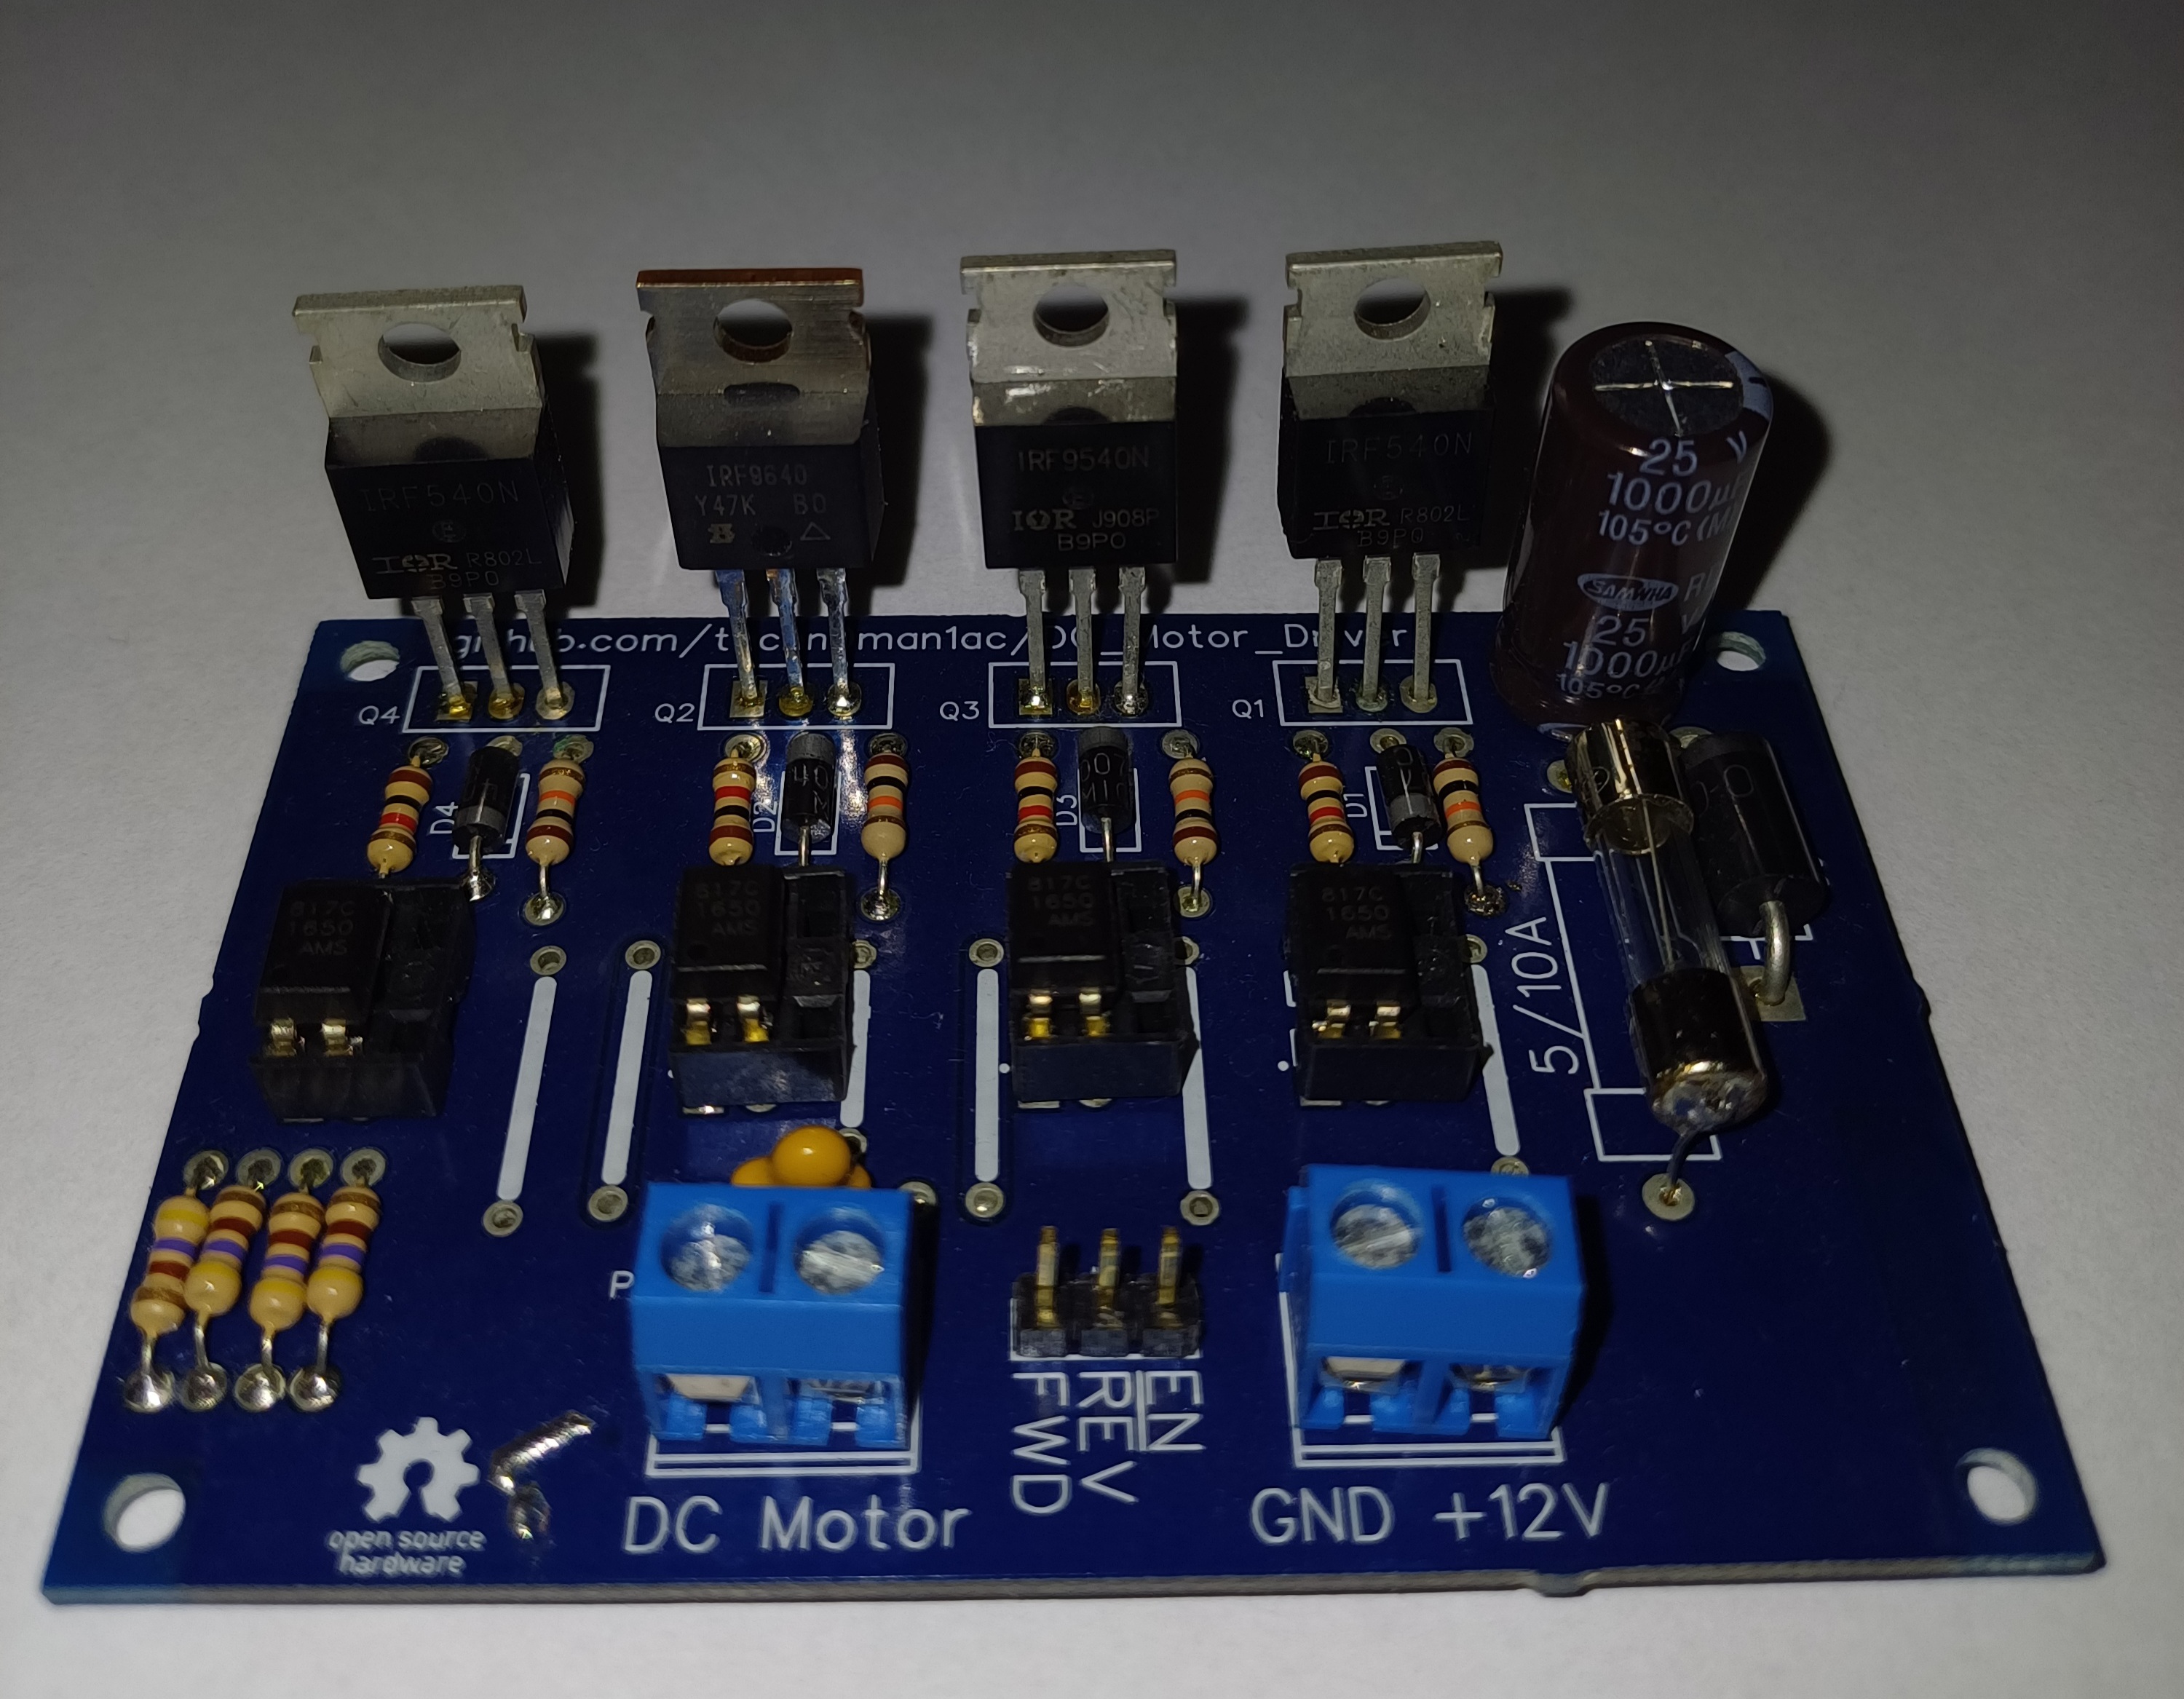 IRF540N
IOR R802L
B9P0
IRF9640
Y47K B0
IRF9540N
IOR J908P
B9P0
IRF540N
IOR R802L
B9P0
25 V
1000µF
105°C (M)
SAMWHA
25 V
1000µF
105°C
Q4
Q2
Q3
Q1
D4
D2
D3
D1
817C
1650
AMS
817C
1650
AMS
817C
1650
AMS
817C
1650
AMS
5/10A
P
EN
REV
FWD
open source
hardware
DC Motor
GND +12V